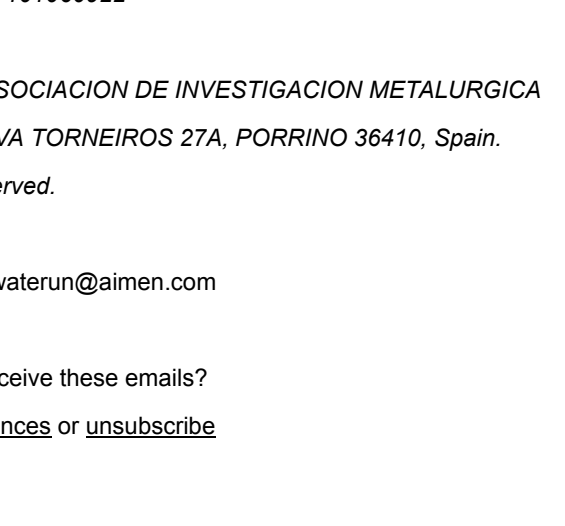 SOCIACION DE INVESTIGACION METALURGICA
VA TORNEIROS 27A, PORRINO 36410, Spain.
erved.
waterun@aimen.com
ceive these emails?
nces or unsubscribe